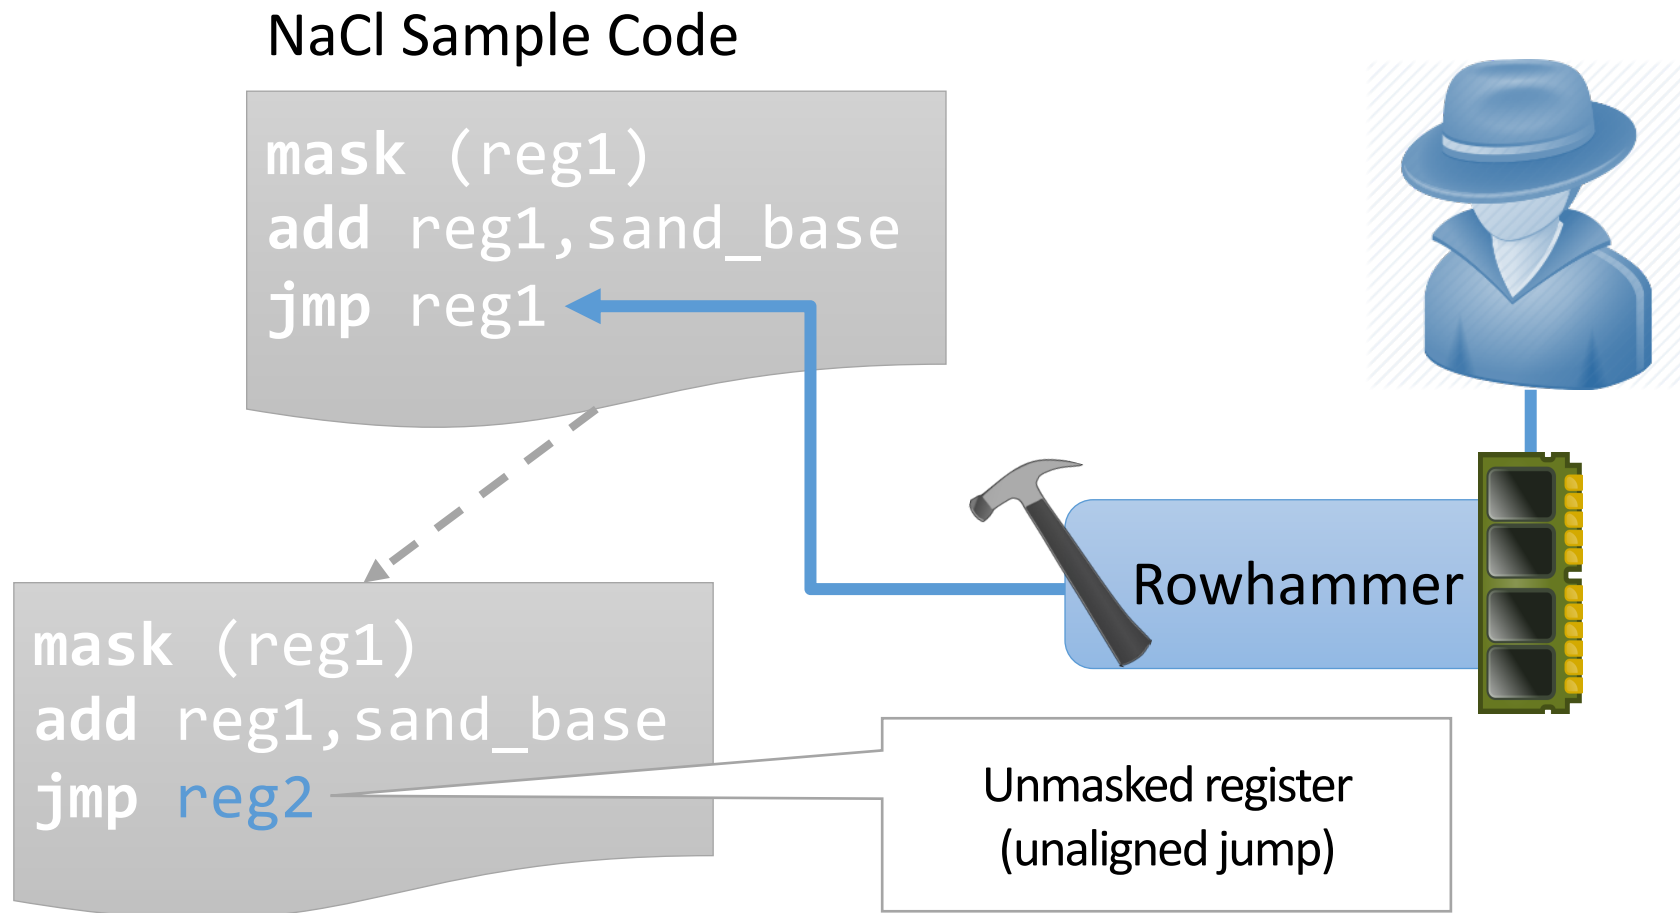 NaCl Sample Code
mask (reg1)
add reg1,sand_base
jmp reg1
Rowhammer
mask (reg1)
add reg1,sand_base
jmp reg2
Unmasked register
(unaligned jump)